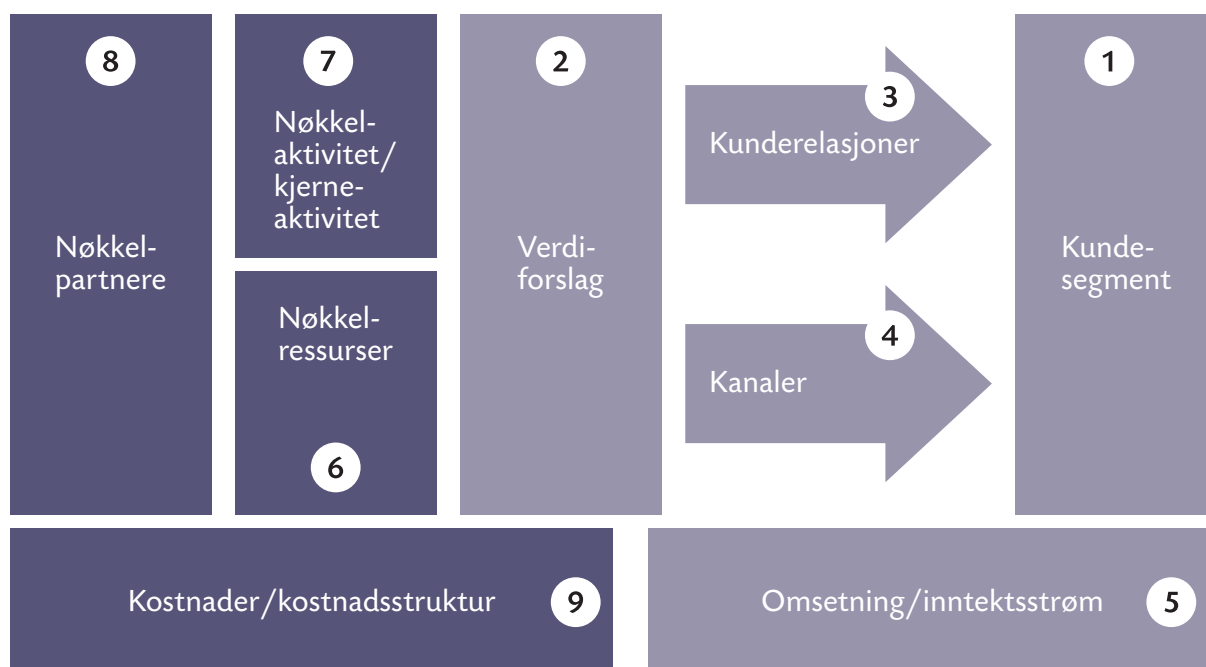 8
Nøkkel-
partnere
7
Nøkkel-
aktivitet/
kjerne-
aktivitet
Nøkkel-
ressurser
6
2
Verdi-
forslag
3
Kunderelasjoner
4
Kanaler
1
Kunde-
segment
Kostnader/kostnadsstruktur 9
Omsetning/inntektsstrøm 5